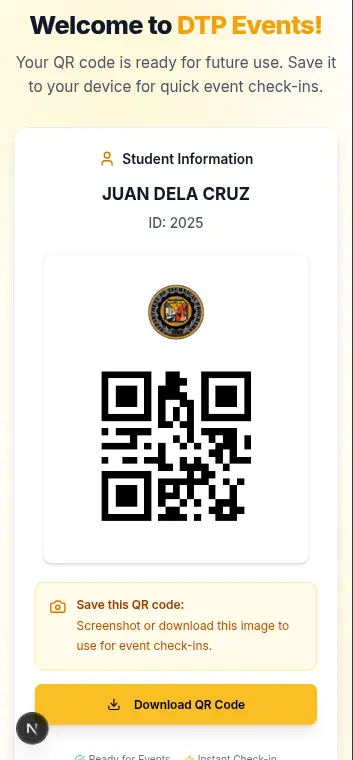 Welcome to DTP Events!
Your QR code is ready for future use. Save it
to your device for quick event check-ins.
Student Information
JUAN DELA CRUZ
ID: 2025
Save this QR code:
Screenshot or download this image to
use for event check-ins.
Download QR Code
N
Ready for Events
Instant Check-in